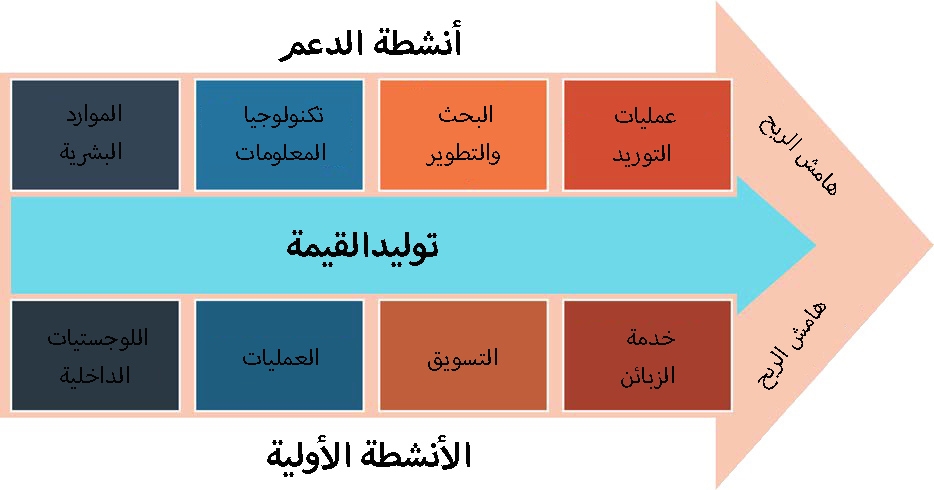 أنشطة الدعم
عمليات
التوريد
البحث
والتطوير
تكنولوجيا
المعلومات
الموارد
البشرية
هامش الربح
توليدالقيمة
هامش الربح
خدمة
الزبائن
التسويق
العمليات
اللوجستيات
الداخلية
الأنشطة الأولية